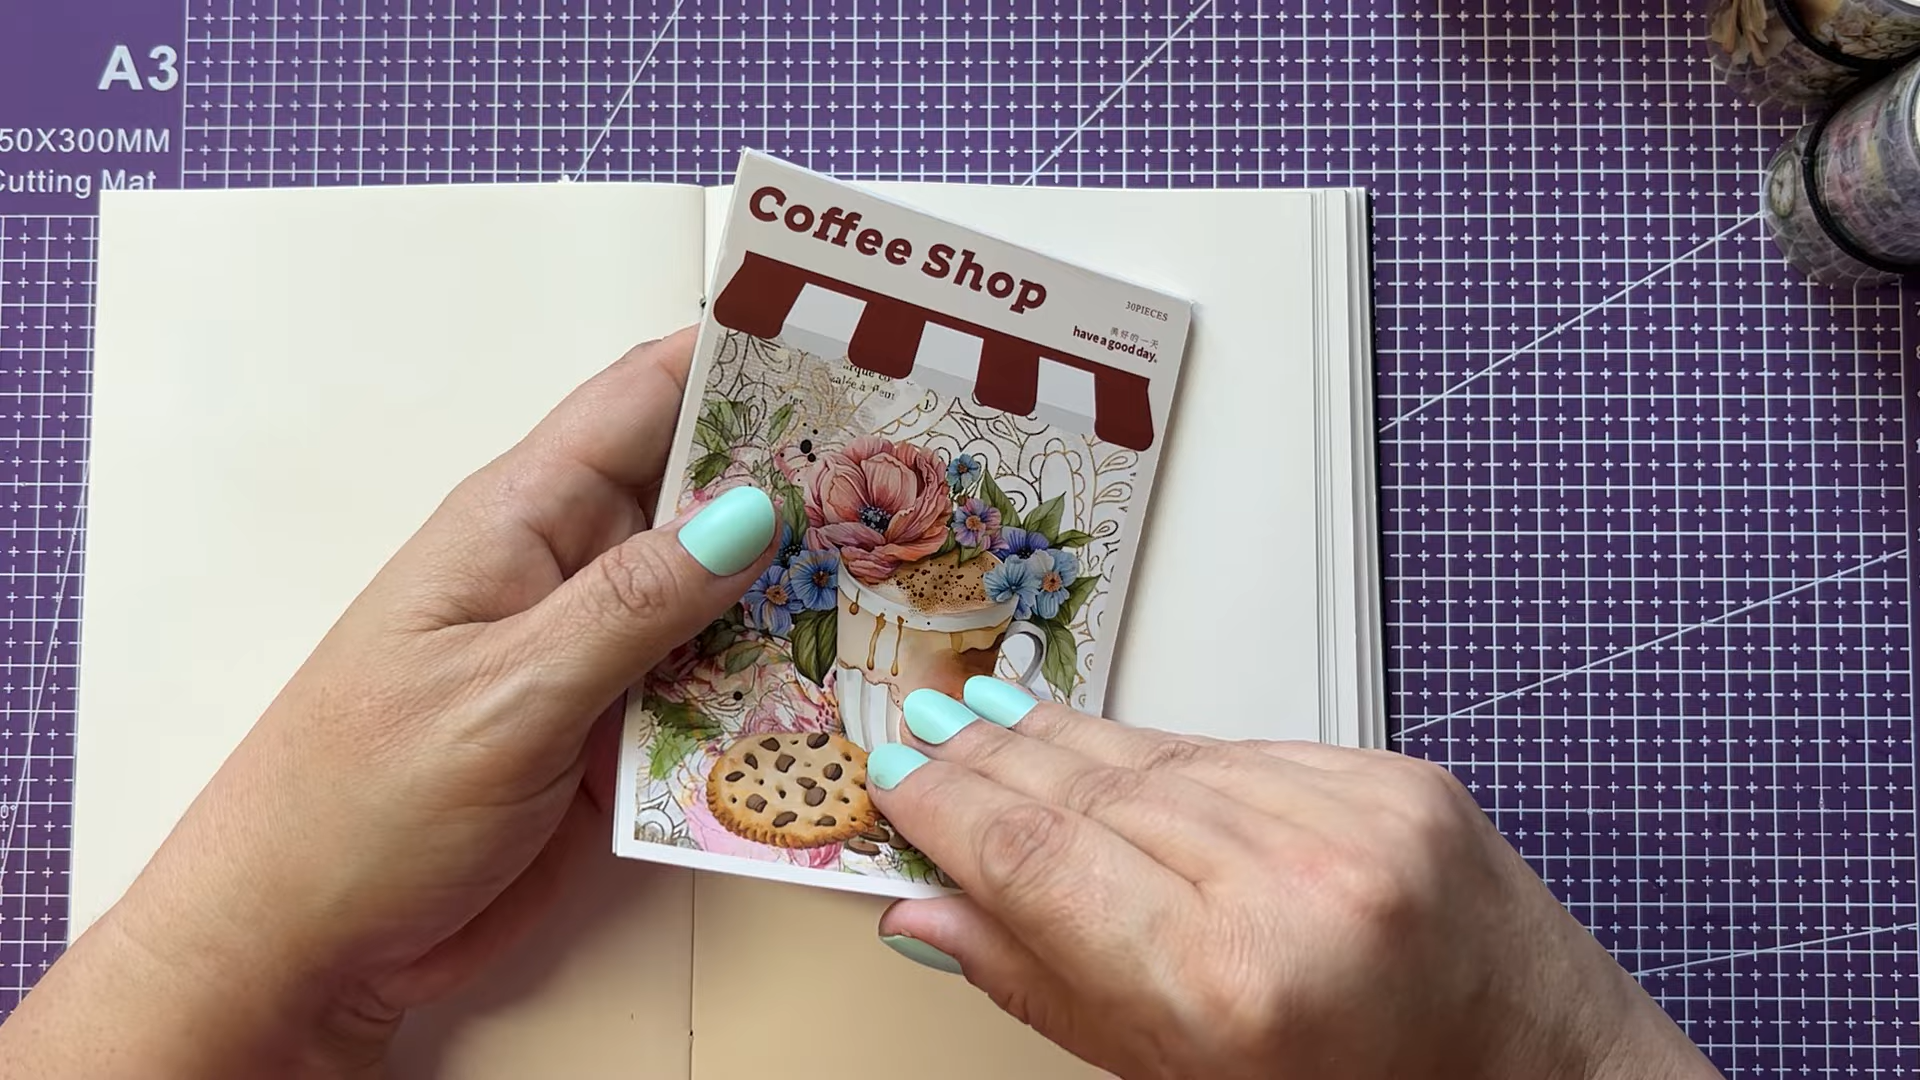 A3
50X300MM
Cutting Mat
Coffee Shop
30PIECES
美好的一天
have a good day.